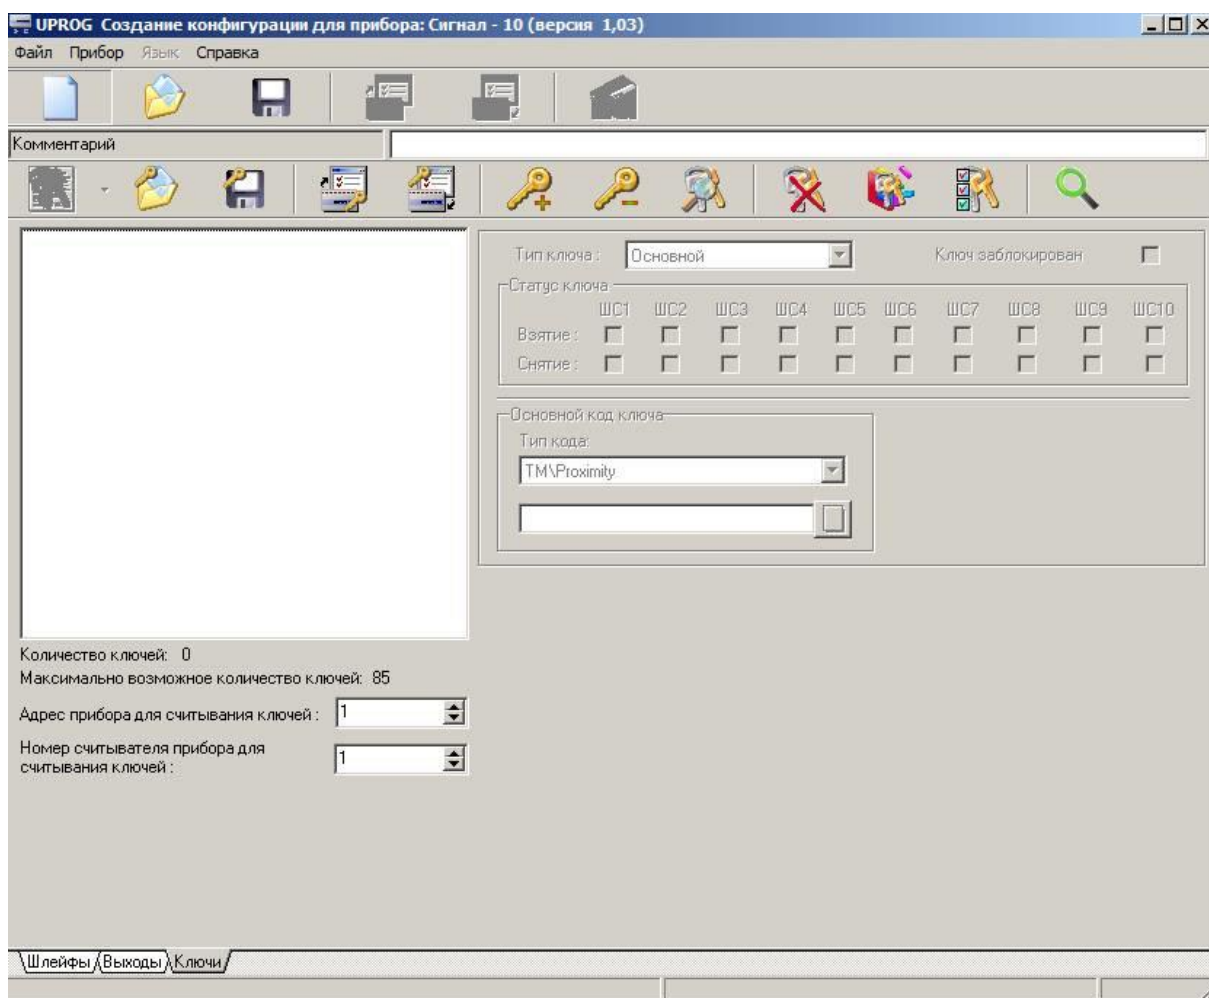 UPROG Создание конфигурации для прибора: Сигнал - 10 (версия 1,03)
Файл Прибор Язык Справка
Комментарий
Тип ключа : Основной Ключ заблокирован
Статус ключа
ШС1 ШС2 ШС3 ШС4 ШС5 ШС6 ШС7 ШС8 ШС9 ШС10
Взятие :
Снятие :
Основной код ключа
Тип кода:
TM\Proximity
Количество ключей: 0
Максимально возможное количество ключей: 85
Адрес прибора для считывания ключей : 1
Номер считывателя прибора для
считывания ключей : 1
Шлейфы Выходы Ключи